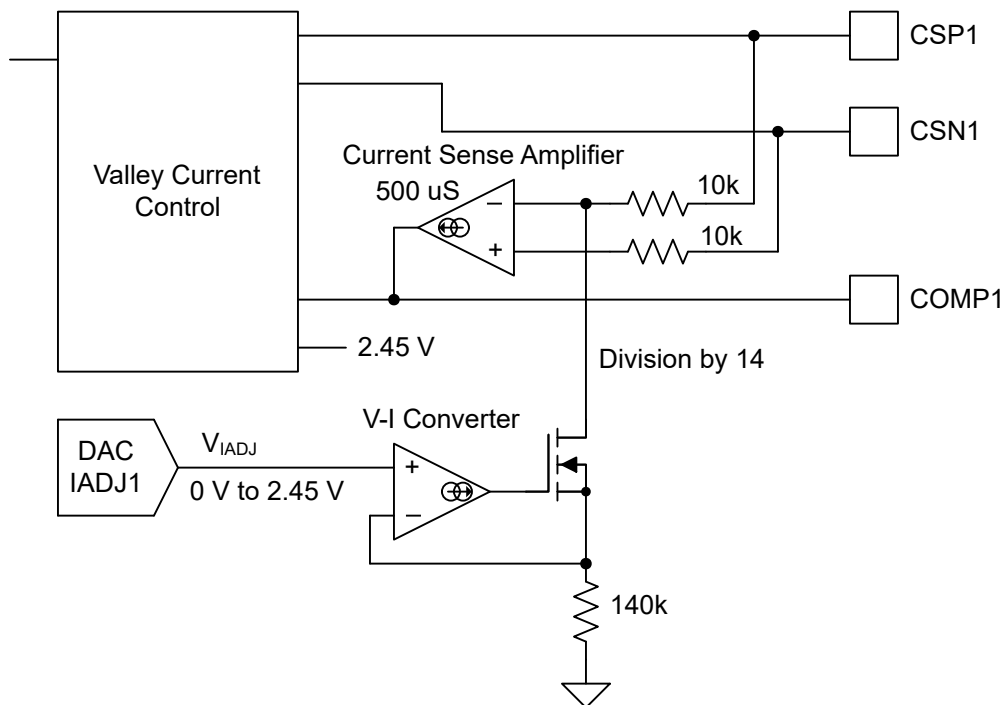 CSP1
CSN1
Current Sense Amplifier
500 uS
Valley Current
Control
10k
10k
−
+
COMP1
2.45 V
Division by 14
V-I Converter
DAC
IADJ1
VIADJ
0 V to 2.45 V
+
−
140k